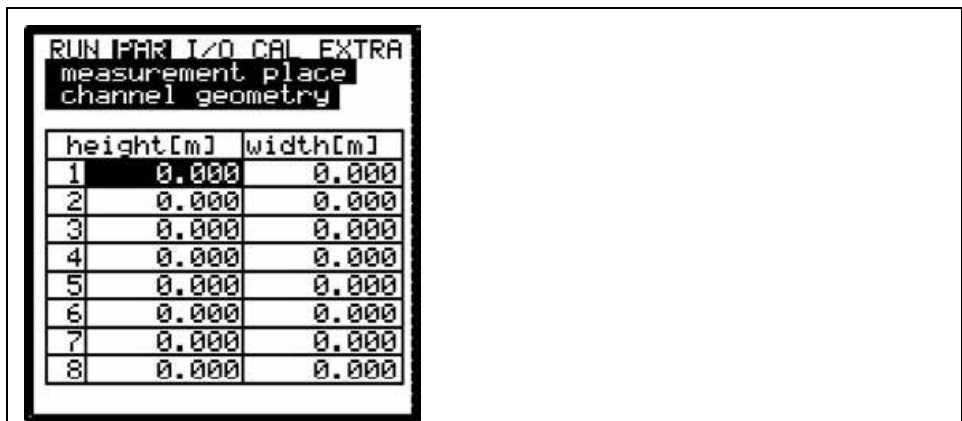 RUN PAR I/O CAL EXTRA
measurement place
channel geometry
height[m] width[m]
1 0.000 0.000
2 0.000 0.000
3 0.000 0.000
4 0.000 0.000
5 0.000 0.000
6 0.000 0.000
7 0.000 0.000
8 0.000 0.000